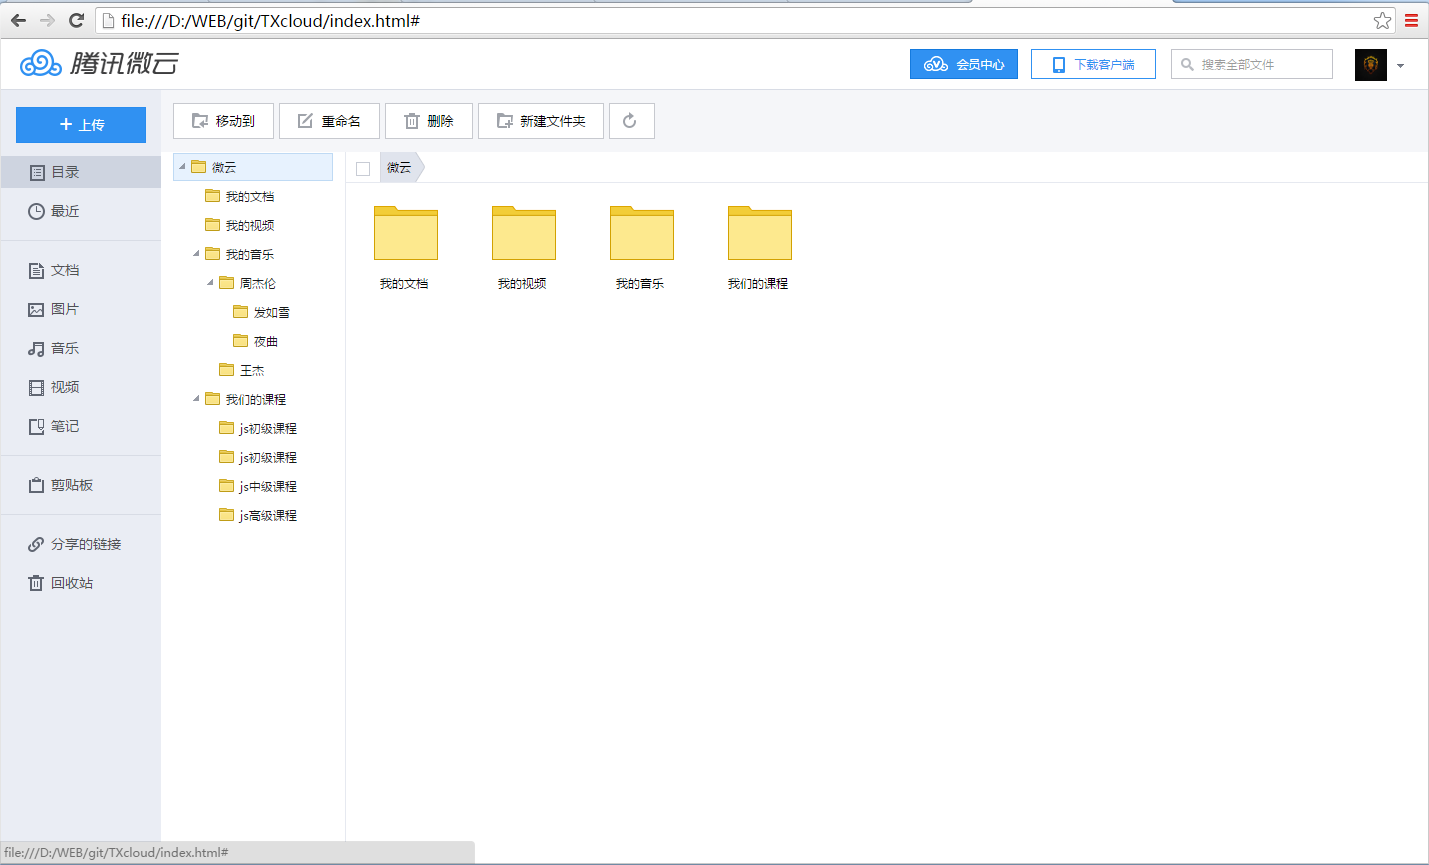 file:///D:/WEB/git/TXcloud/index.html#
腾讯微云
会员中心
下载客户端
搜索全部文件
上传
移动到
重命名
删除
新建文件夹
目录
最近
文档
图片
音乐
视频
笔记
剪贴板
分享的链接
回收站
微云
我的文档
我的视频
我的音乐
周杰伦
发如雪
夜曲
王杰
我们的课程
js初级课程
js初级课程
js中级课程
js高级课程
微云
我的文档
我的视频
我的音乐
我们的课程
file:///D:/WEB/git/TXcloud/index.html#